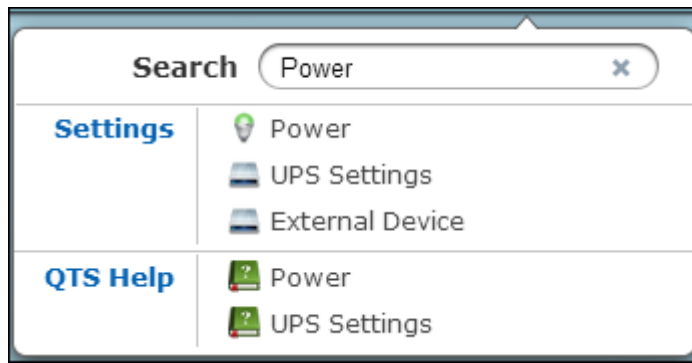 Search Power
Settings Power
UPS Settings
External Device
QTS Help Power
UPS Settings